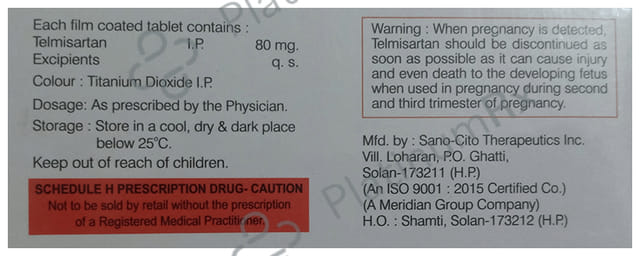 Each film coated tablet contains :
Telmisartan I.P. 80 mg.
Excipients q. s.
Colour : Titanium Dioxide I.P.
Dosage: As prescribed by the Physician.
Storage : Store in a cool, dry & dark place
below 25°C.
Keep out of reach of children.
SCHEDULE H PRESCRIPTION DRUG- CAUTION
Not to be sold by retail without the prescription
of a Registered Medical Practitioner.
Warning : When pregnancy is detected,
Telmisartan should be discontinued as
soon as possible as it can cause injury
and even death to the developing fetus
when used in pregnancy during second
and third trimester of pregnancy.
Mfd. by : Sano-Cito Therapeutics Inc.
Vill. Loharan, P.O. Ghatti,
Solan-173211 (H.P.)
(An ISO 9001 : 2015 Certified Co.)
(A Meridian Group Company)
H.O. : Shamti, Solan-173212 (H.P.)
PlatinumRx